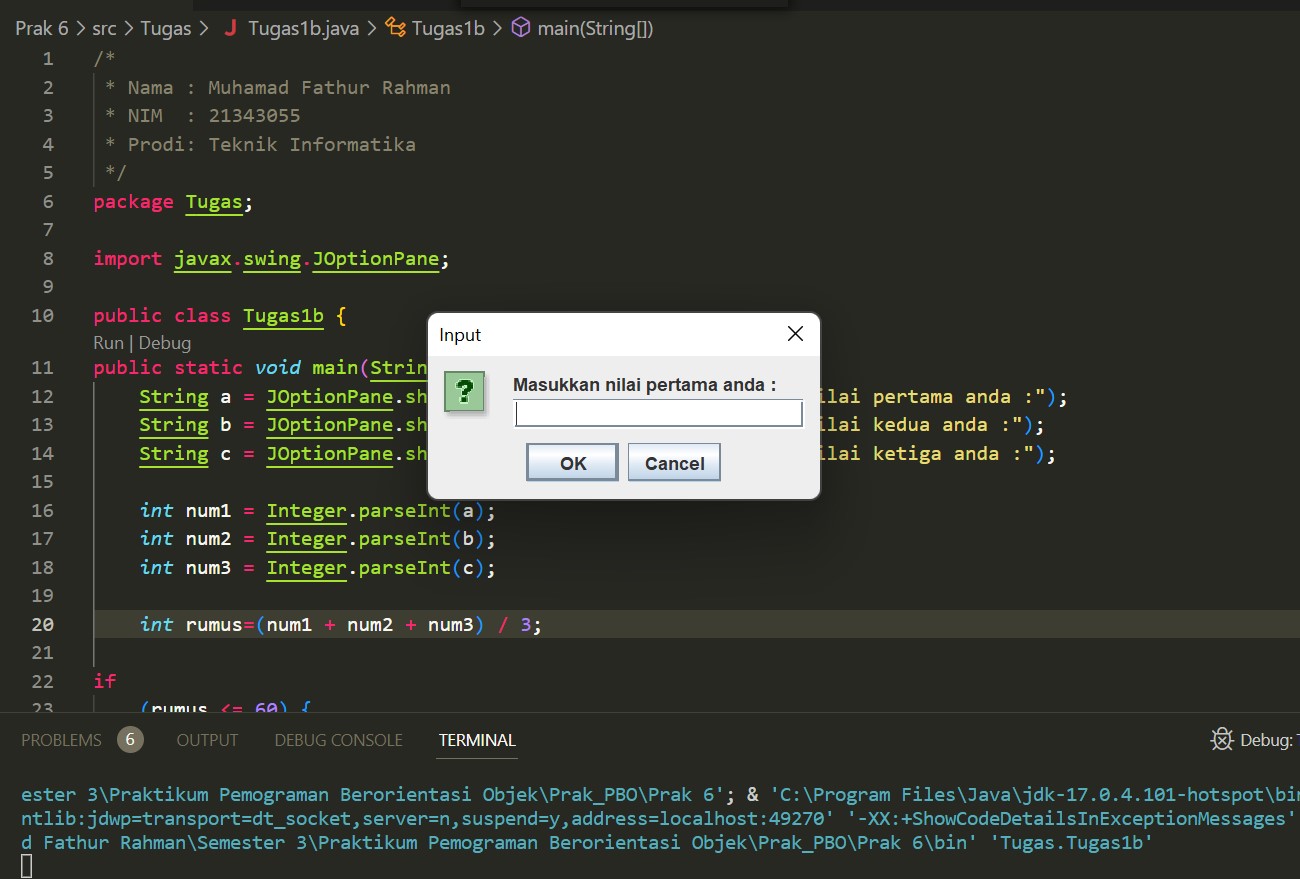 Prak 6 > src > Tugas > J Tugas1b.java > Tugas1b > main(String[])
1 /*
2 * Nama : Muhamad Fathur Rahman
3 * NIM : 21343055
4 * Prodi: Teknik Informatika
5 */
6 package Tugas;
7
8 import javax.swing.JOptionPane;
9
10 public class Tugas1b {
Run | Debug
11 public static void main(Strin
12 String a = JOptionPane.sh ilai pertama anda :");
13 String b = JOptionPane.sh ilai kedua anda :");
14 String c = JOptionPane.sh ilai ketiga anda :");
15
16 int num1 = Integer.parseInt(a);
17 int num2 = Integer.parseInt(b);
18 int num3 = Integer.parseInt(c);
19
20 int rumus=(num1 + num2 + num3) / 3;
21
22 if
23 (rumus <= 60) {
Input
Masukkan nilai pertama anda :
OK Cancel
PROBLEMS 6 OUTPUT DEBUG CONSOLE TERMINAL Debug:
ester 3\Praktikum Pemograman Berorientasi Objek\Prak_PBO\Prak 6'; & 'C:\Program Files\Java\jdk-17.0.4.101-hotspot\bin
ntlib:jdwp=transport=dt_socket,server=n,suspend=y,address=localhost:49270' '-XX:+ShowCodeDetailsInExceptionMessages'
d Fathur Rahman\Semester 3\Praktikum Pemograman Berorientasi Objek\Prak_PBO\Prak 6\bin' 'Tugas.Tugas1b'